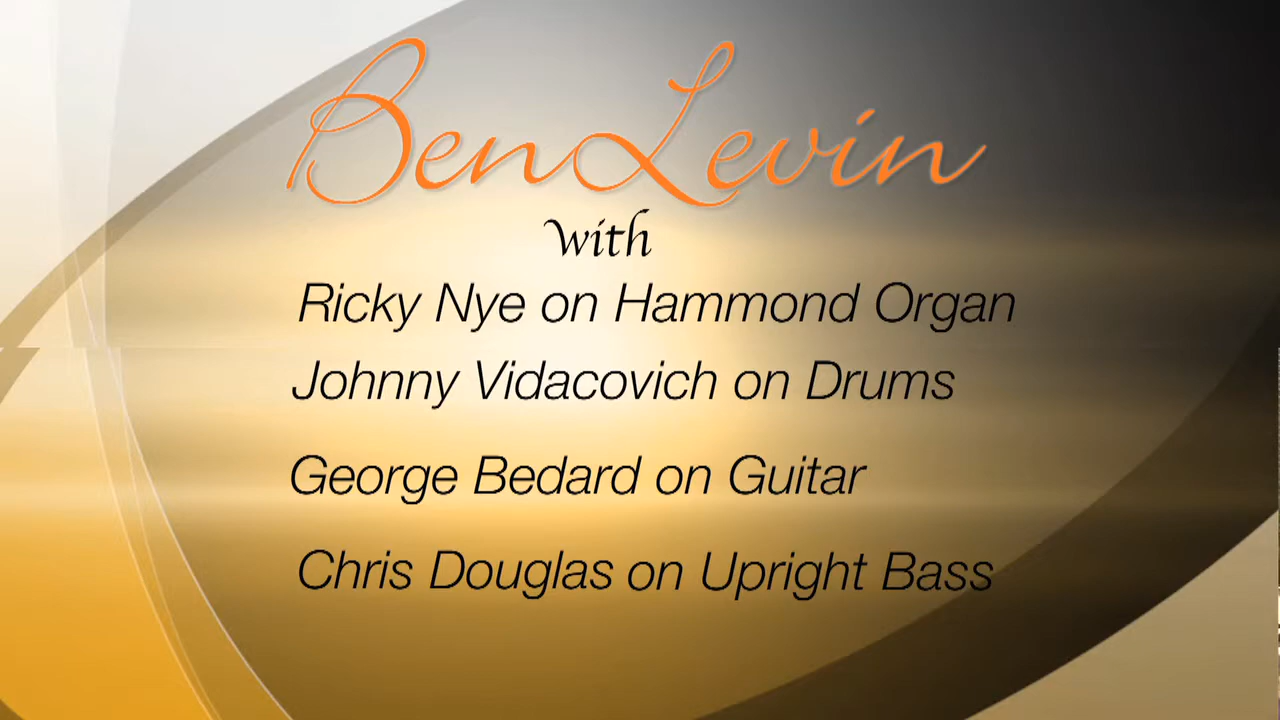 Ben Levin
with
Ricky Nye on Hammond Organ
Johnny Vidacovich on Drums
George Bedard on Guitar
Chris Douglas on Upright Bass